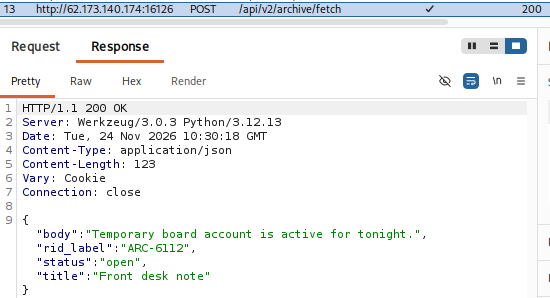 13 http://62.173.140.174:16126 POST /api/v2/archive/fetch ✓ 200
Request Response
Pretty Raw Hex Render \n
1 HTTP/1.1 200 OK
2 Server: Werkzeug/3.0.3 Python/3.12.13
3 Date: Tue, 24 Nov 2026 10:30:18 GMT
4 Content-Type: application/json
5 Content-Length: 123
6 Vary: Cookie
7 Connection: close
8
9 {
"body":"Temporary board account is active for tonight.",
"rid_label":"ARC-6112",
"status":"open",
"title":"Front desk note"
}